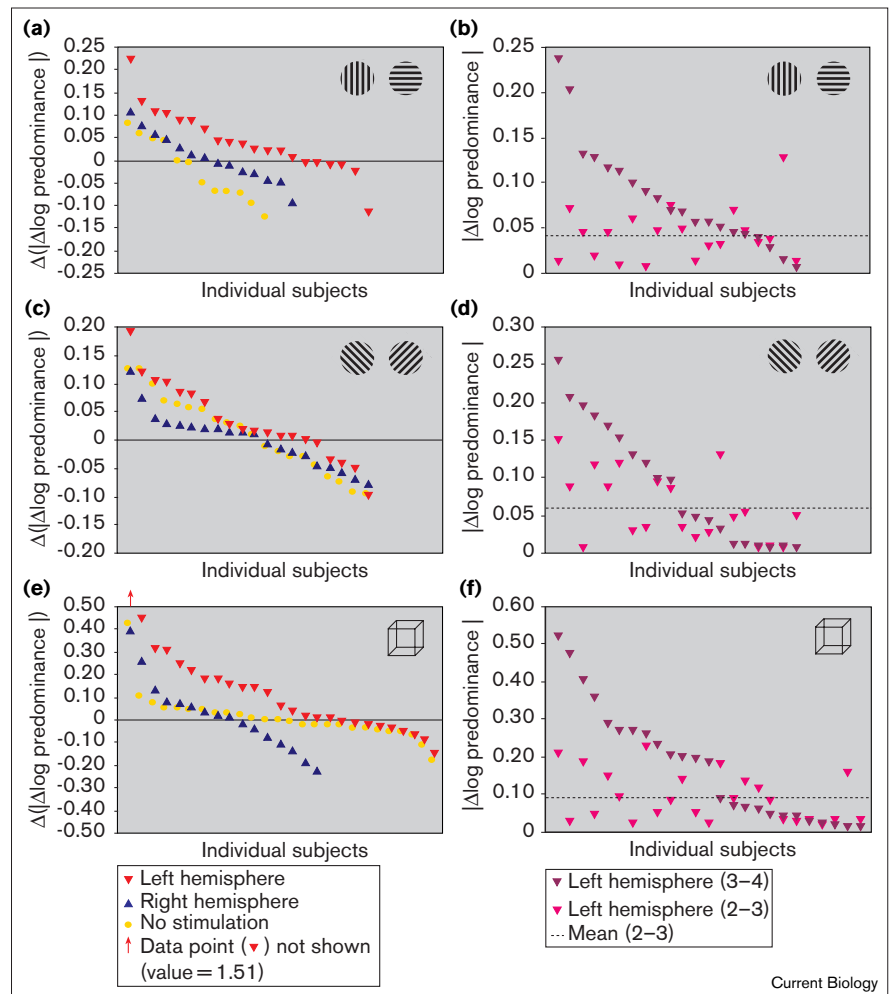 (a)
0.25
0.20
0.15
0.10
0.05
0
-0.05
-0.10
-0.15
-0.20
-0.25
Δ(|Δlog predominance |)
Individual subjects
(b)
0.25
0.20
0.15
0.10
0.05
0
|Δlog predominance |
Individual subjects
(c)
0.20
0.15
0.10
0.05
0
-0.05
-0.10
-0.15
-0.20
Δ(|Δlog predominance |)
Individual subjects
(d)
0.30
0.25
0.20
0.15
0.10
0.05
0
|Δlog predominance |
Individual subjects
(e)
0.50
0.40
0.30
0.20
0.10
0
-0.10
-0.20
-0.30
-0.40
-0.50
Δ(|Δlog predominance |)
Individual subjects
(f)
0.60
0.50
0.40
0.30
0.20
0.10
0
|Δlog predominance |
Individual subjects
Left hemisphere
Right hemisphere
No stimulation
Data point (▼) not shown
(value = 1.51)
Left hemisphere (3–4)
Left hemisphere (2–3)
Mean (2–3)
Current Biology